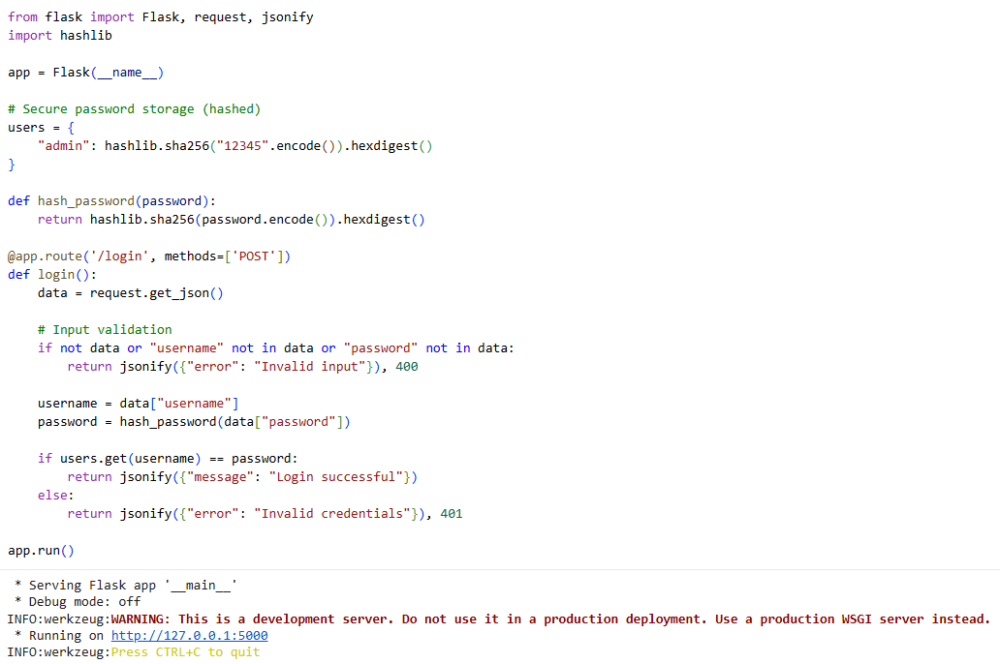 from flask import Flask, request, jsonify
import hashlib

app = Flask(__name__)

# Secure password storage (hashed)
users = {
    "admin": hashlib.sha256("12345".encode()).hexdigest()
}

def hash_password(password):
    return hashlib.sha256(password.encode()).hexdigest()

@app.route('/login', methods=['POST'])
def login():
    data = request.get_json()

    # Input validation
    if not data or "username" not in data or "password" not in data:
        return jsonify({"error": "Invalid input"}), 400

    username = data["username"]
    password = hash_password(data["password"])

    if users.get(username) == password:
        return jsonify({"message": "Login successful"})
    else:
        return jsonify({"error": "Invalid credentials"}), 401

app.run()
 * Serving Flask app '__main__'
 * Debug mode: off
INFO:werkzeug:WARNING: This is a development server. Do not use it in a production deployment. Use a production WSGI server instead.
 * Running on http://127.0.0.1:5000
INFO:werkzeug:Press CTRL+C to quit